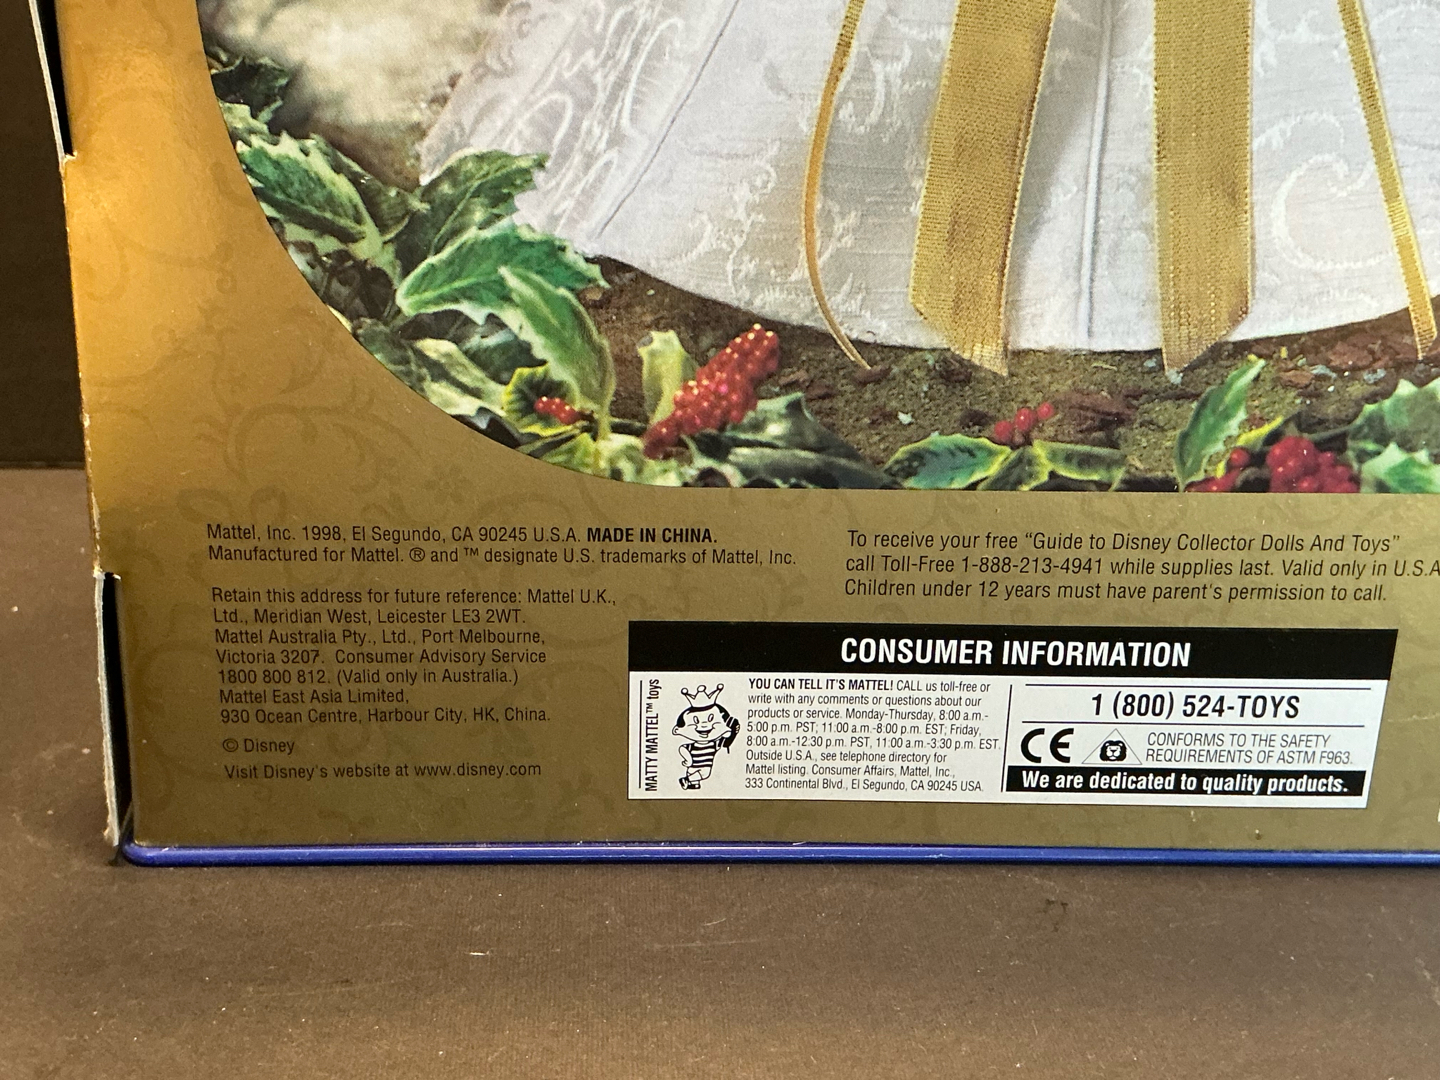 Mattel, Inc. 1998, El Segundo, CA 90245 U.S.A. MADE IN CHINA.
Manufactured for Mattel. ® and ™ designate U.S. trademarks of Mattel, Inc.
Retain this address for future reference: Mattel U.K.,
Ltd., Meridian West, Leicester LE3 2WT.
Mattel Australia Pty., Ltd., Port Melbourne,
Victoria 3207. Consumer Advisory Service
1800 800 812. (Valid only in Australia.)
Mattel East Asia Limited,
930 Ocean Centre, Harbour City, HK, China.
© Disney
Visit Disney's website at www.disney.com
To receive your free “Guide to Disney Collector Dolls And Toys”
call Toll-Free 1-888-213-4941 while supplies last. Valid only in U.S.A
Children under 12 years must have parent's permission to call.
CONSUMER INFORMATION
MATTY MATTEL™ toys
YOU CAN TELL IT'S MATTEL! CALL us toll-free or
write with any comments or questions about our
products or service. Monday-Thursday, 8:00 a.m.-
5:00 p.m. PST; 11:00 a.m.-8:00 p.m. EST; Friday,
8:00 a.m.-12:30 p.m. PST, 11:00 a.m.-3:30 p.m. EST.
Outside U.S.A., see telephone directory for
Mattel listing. Consumer Affairs, Mattel, Inc.,
333 Continental Blvd., El Segundo, CA 90245 USA.
1 (800) 524-TOYS
CE
CONFORMS TO THE SAFETY
REQUIREMENTS OF ASTM F963.
We are dedicated to quality products.